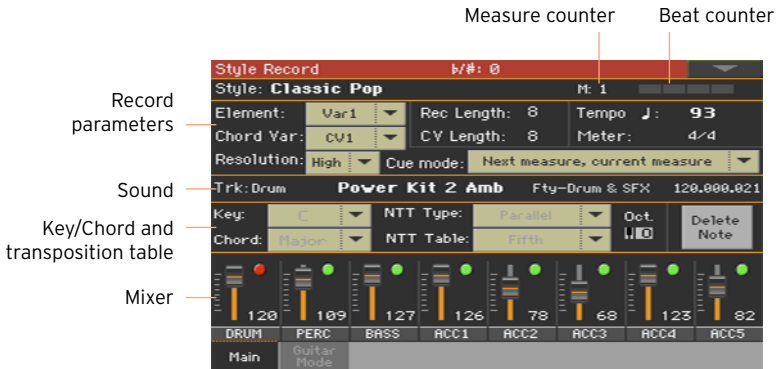 Measure counter Beat counter
Style Record ♭/#: 0
Style: Classic Pop M: 1
Record parameters
Element: Var1 Rec Length: 8 Tempo ♩: 93
Chord Var: CV1 CV Length: 8 Meter: 4/4
Resolution: High Cue mode: Next measure, current measure
Sound
Trk: Drum Power Kit 2 Amb Fty-Drum & SFX 120.000.021
Key/Chord and transposition table
Key: C NTT Type: Parallel Oct. Delete Note
Chord: Major NTT Table: Fifth 0
Mixer
120 109 127 126 78 68 123 82
DRUM PERC BASS ACC1 ACC2 ACC3 ACC4 ACC5
Main Guitar Mode